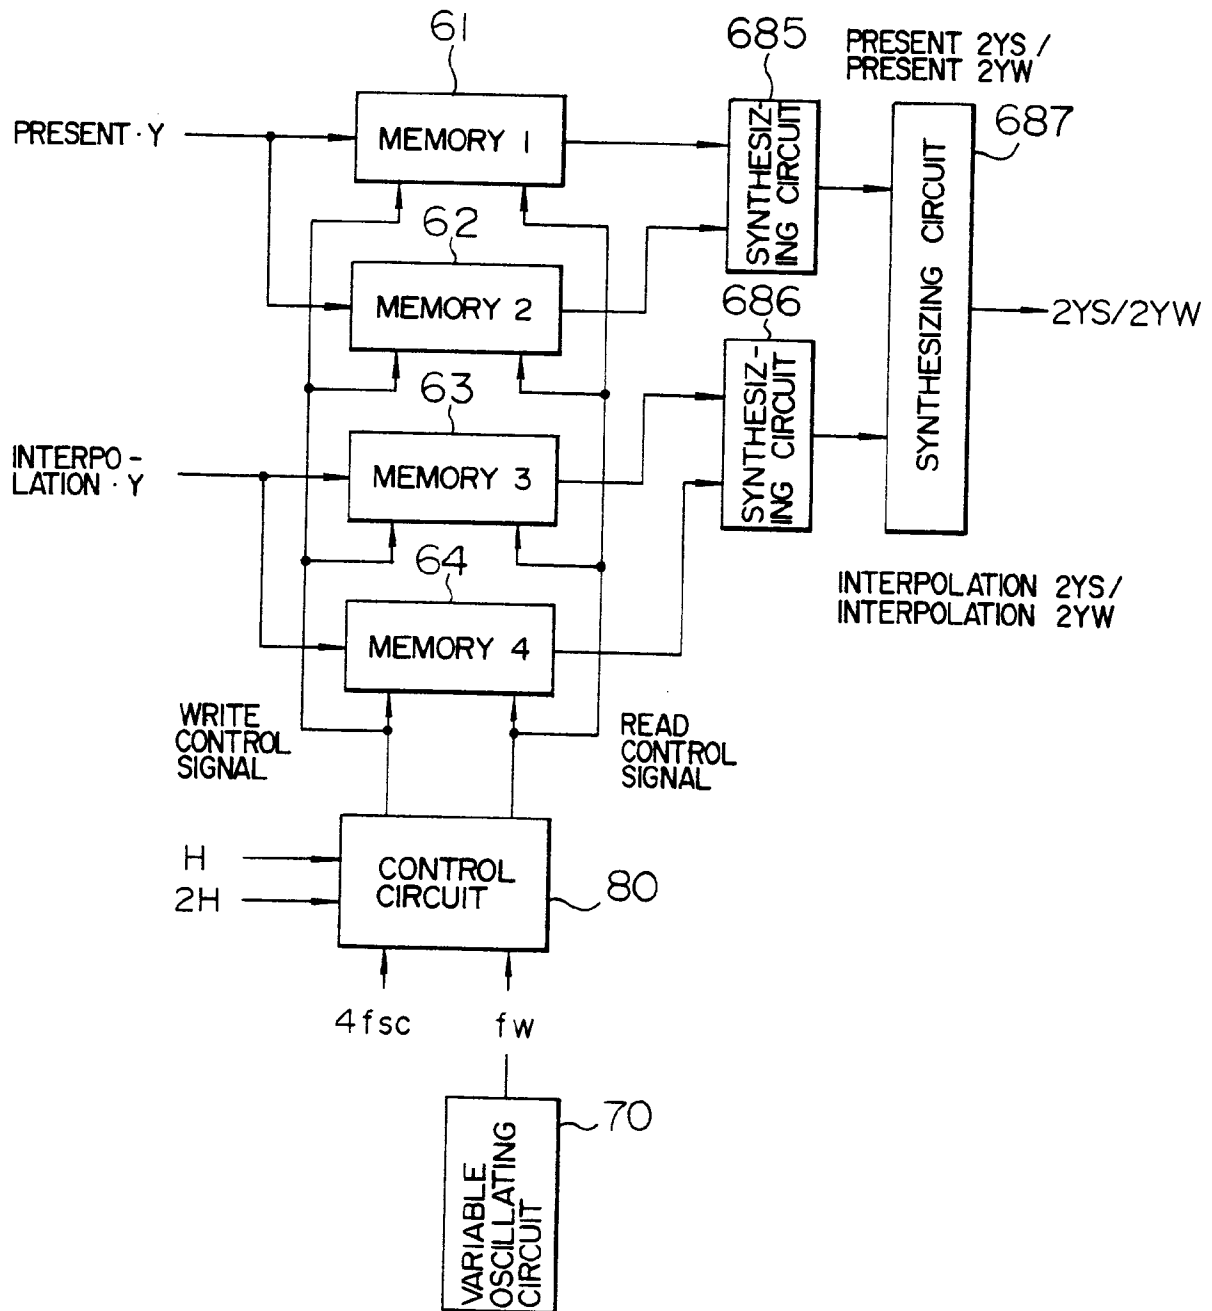 61
685
PRESENT 2YS /
PRESENT 2YW
PRESENT · Y
MEMORY 1
SYNTHESIZ-
ING CIRCUIT
687
62
MEMORY 2
SYNTHESIZING CIRCUIT
2YS/2YW
686
63
INTERPO-
LATION · Y
MEMORY 3
SYNTHESIZ-
ING CIRCUIT
64
INTERPOLATION 2YS /
INTERPOLATION 2YW
MEMORY 4
WRITE
CONTROL
SIGNAL
READ
CONTROL
SIGNAL
H
2H
CONTROL
CIRCUIT
80
4fsc
fw
70
VARIABLE
OSCILLATING
CIRCUIT